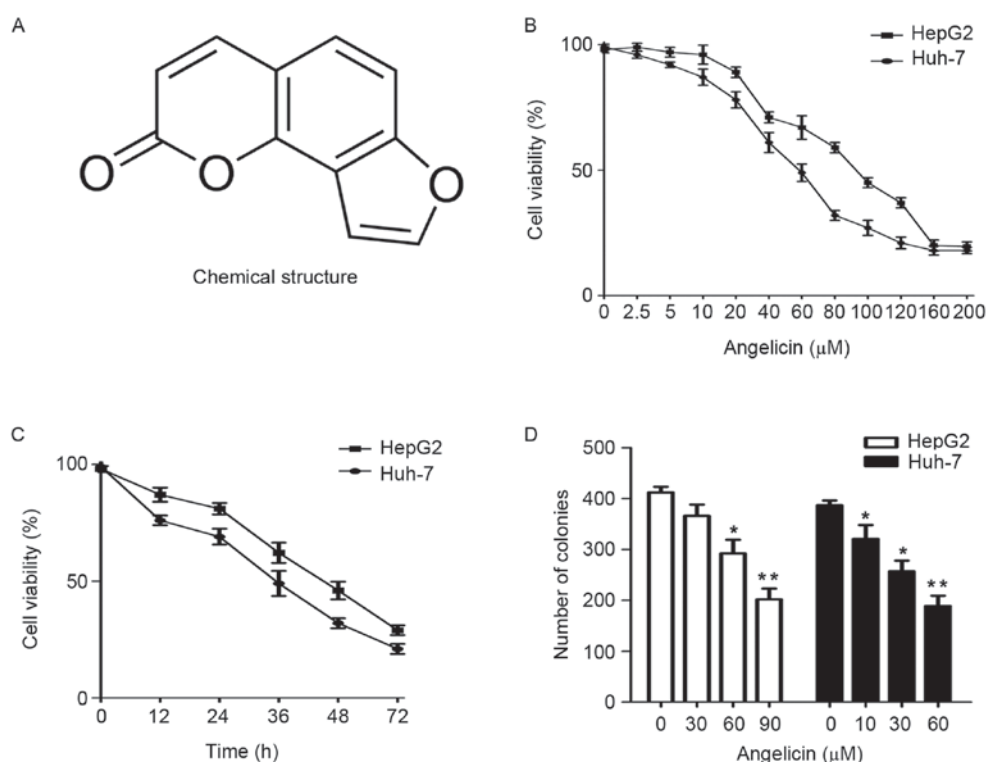 A
O
O
O
Chemical structure
B
HepG2
Huh-7
100
50
0
Cell viability (%)
0 2.5 5 10 20 40 60 80 100 120 160 200
Angelicin (μM)
C
HepG2
Huh-7
100
50
0
Cell viability (%)
0 12 24 36 48 72
Time (h)
D
HepG2
Huh-7
500
400
300
200
100
0
Number of colonies
* ** * * **
0 30 60 90 0 10 30 60
Angelicin (μM)